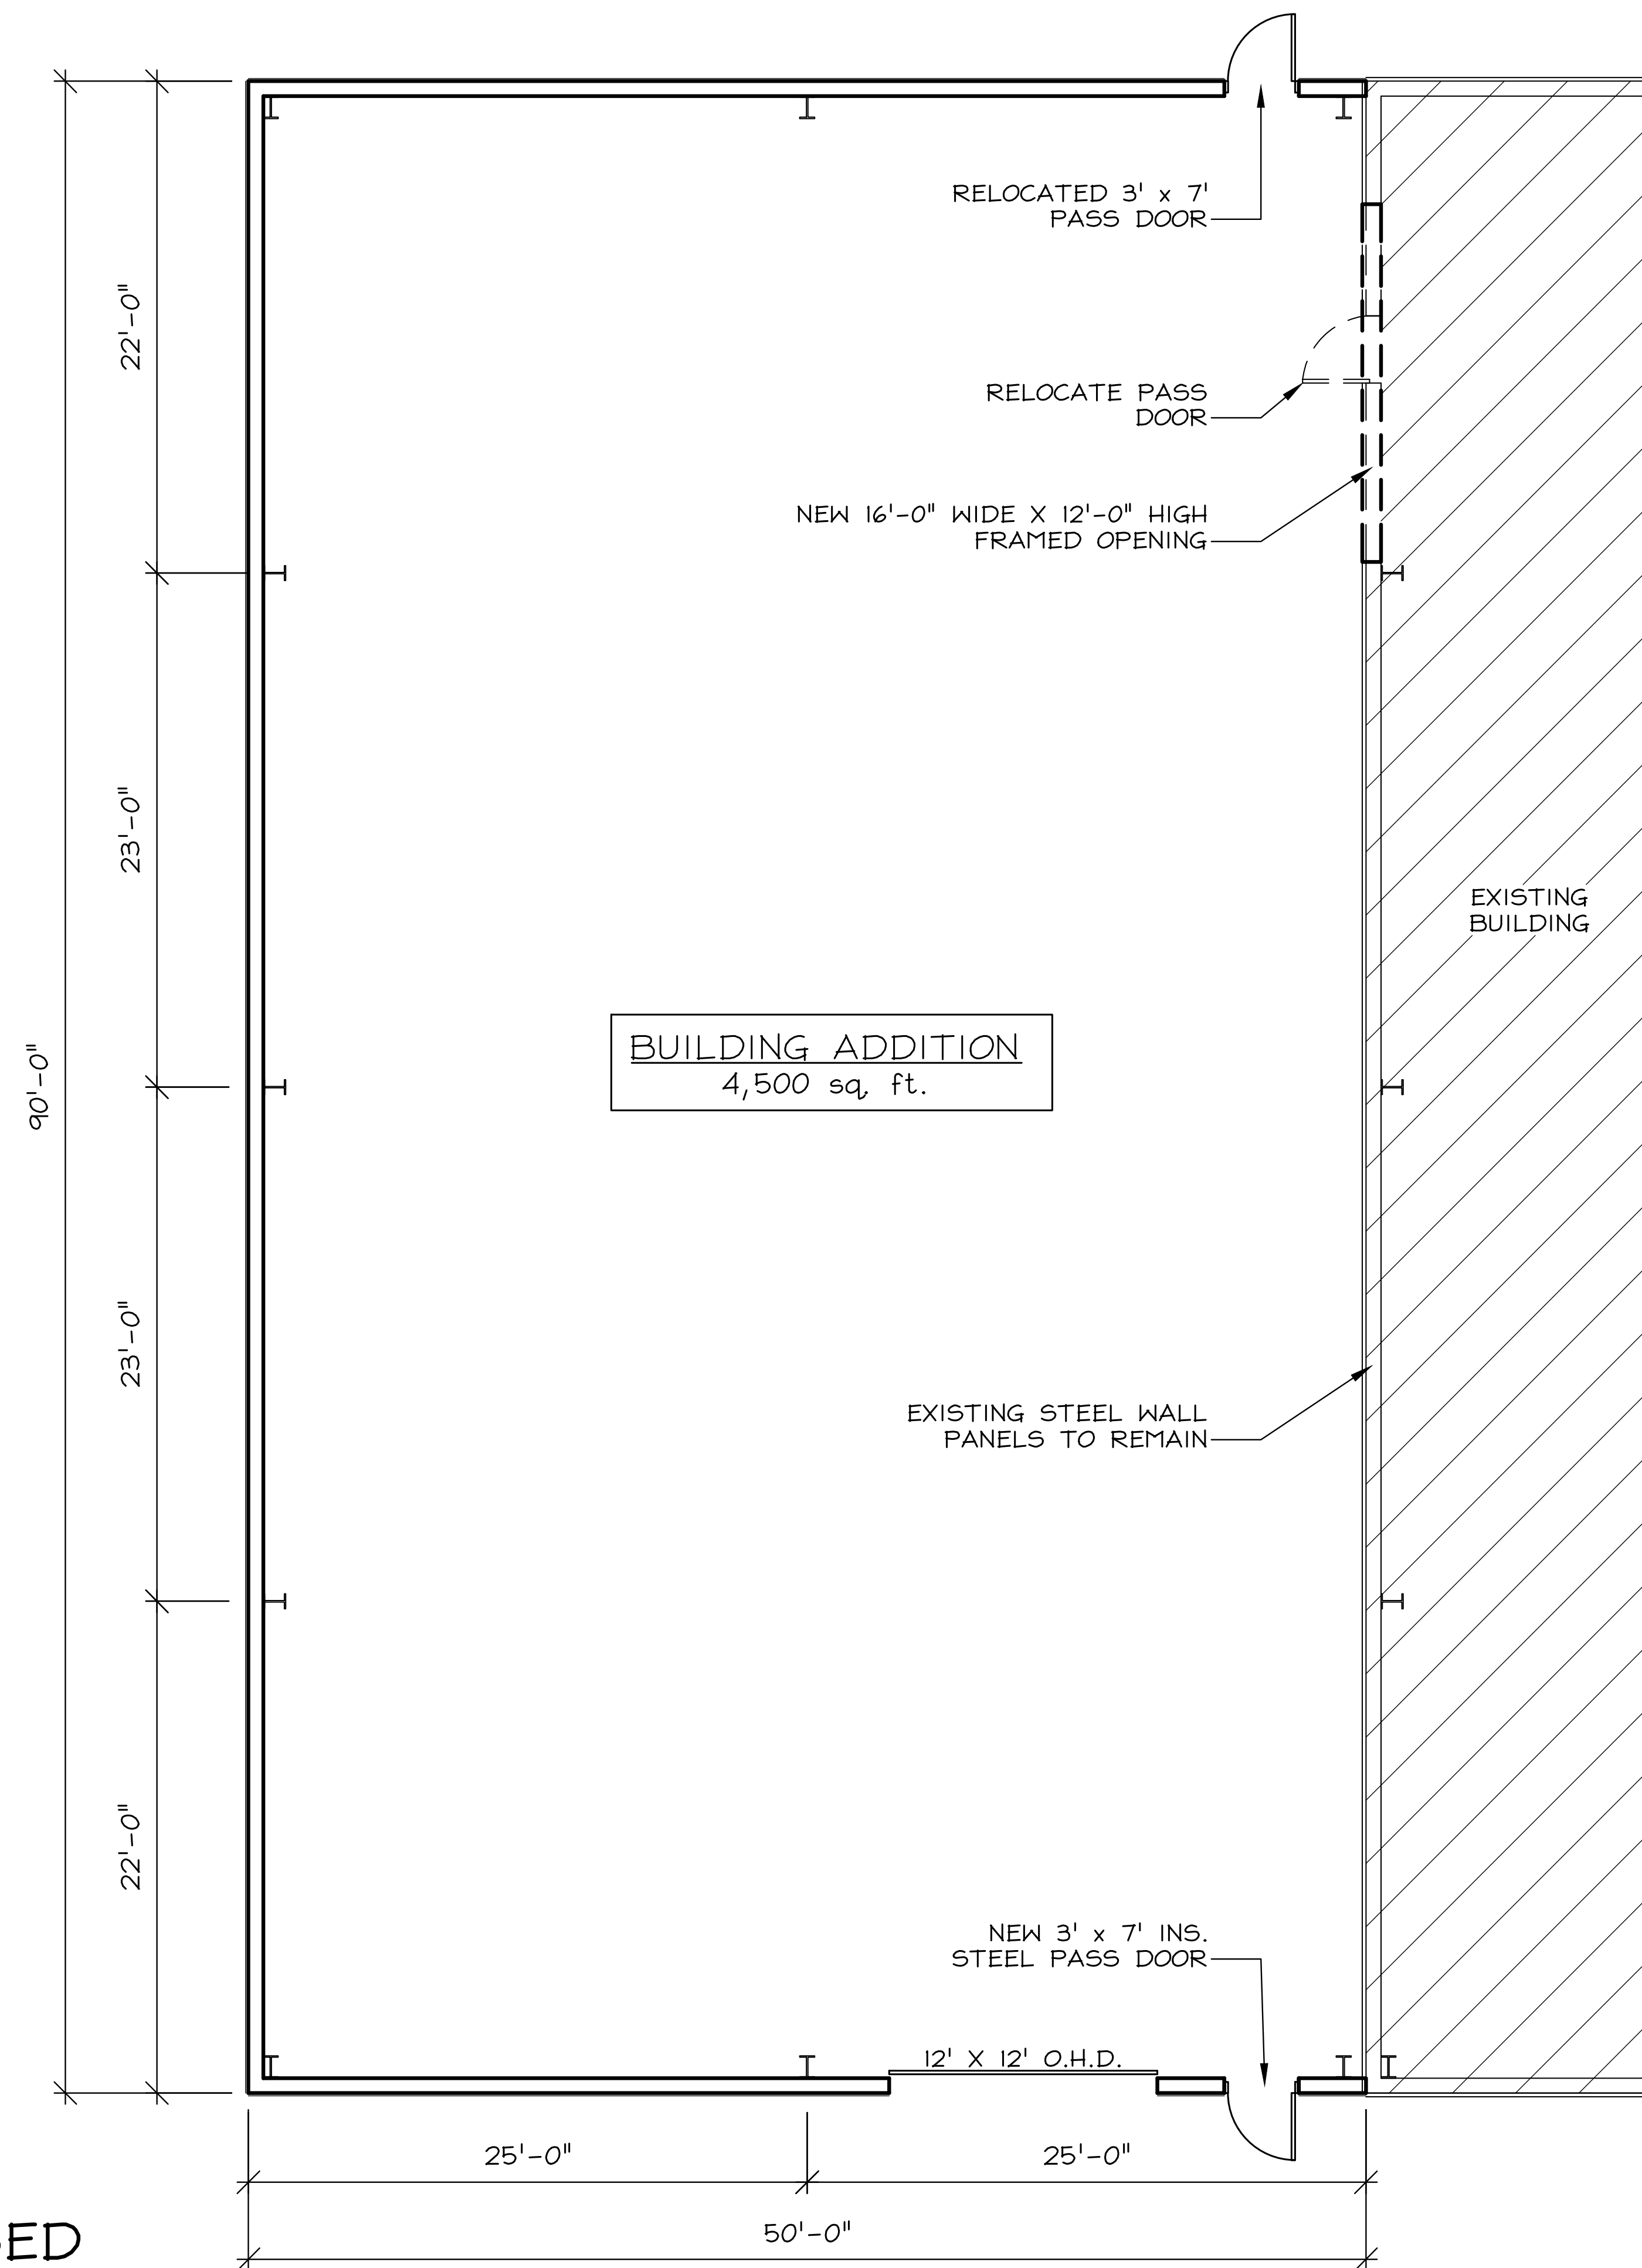 RELOCATED 3' x 7'
PASS DOOR
22'-0"
RELOCATE PASS
DOOR
NEW 16'-0" WIDE X 12'-0" HIGH
FRAMED OPENING
23'-0"
EXISTING
BUILDING
90'-0"
BUILDING ADDITION
4,500 sq. ft.
23'-0"
EXISTING STEEL WALL
PANELS TO REMAIN
22'-0"
NEW 3' x 7' INS.
STEEL PASS DOOR
12' X 12' O.H.D.
25'-0"
25'-0"
50'-0"